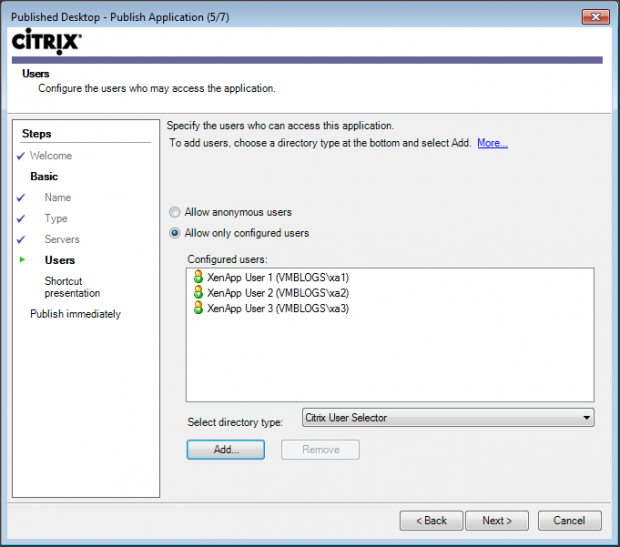 Published Desktop - Publish Application (5/7)
CİTRIX
Users
Configure the users who may access the application.
Steps
Welcome
Basic
Name
Type
Servers
Users
Shortcut
presentation
Publish immediately
Specify the users who can access this application.
To add users, choose a directory type at the bottom and select Add. More...
Allow anonymous users
Allow only configured users
Configured users:
XenApp User 1 (VMBLOGS\xa1)
XenApp User 2 (VMBLOGS\xa2)
XenApp User 3 (VMBLOGS\xa3)
Select directory type: Citrix User Selector
Add... Remove
< Back Next > Cancel